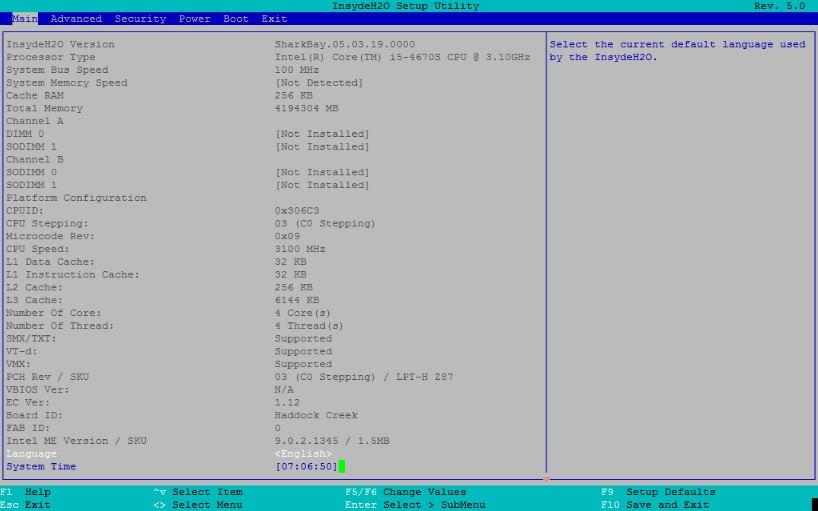 InsydeH2O Setup Utility Rev. 5.0
Main Advanced Security Power Boot Exit
InsydeH2O Version SharkBay.05.03.19.0000 Select the current default language used
Processor Type Intel(R) Core(TM) i5-4670S CPU @ 3.10GHz by the InsydeH2O.
System Bus Speed 100 MHz
System Memory Speed [Not Detected]
Cache RAM 256 KB
Total Memory 4194304 MB
Channel A
DIMM 0 [Not Installed]
SODIMM 1 [Not Installed]
Channel B
SODIMM 0 [Not Installed]
SODIMM 1 [Not Installed]
Platform Configuration
CPUID: 0x306C3
CPU Stepping: 03 (C0 Stepping)
Microcode Rev: 0x09
CPU Speed: 3100 MHz
L1 Data Cache: 32 KB
L1 Instruction Cache: 32 KB
L2 Cache: 256 KB
L3 Cache: 6144 KB
Number Of Core: 4 Core(s)
Number Of Thread: 4 Thread(s)
SMX/TXT: Supported
VT-d: Supported
VMX: Supported
PCH Rev / SKU 03 (C0 Stepping) / LPT-H Z87
VBIOS Ver: N/A
EC Ver: 1.12
Board ID: Haddock Creek
FAB ID: 0
Intel ME Version / SKU 9.0.2.1345 / 1.5MB
Language <English>
System Time [07:06:50]
F1 Help ^v Select Item F5/F6 Change Values F9 Setup Defaults
Esc Exit <> Select Menu Enter Select > SubMenu F10 Save and Exit